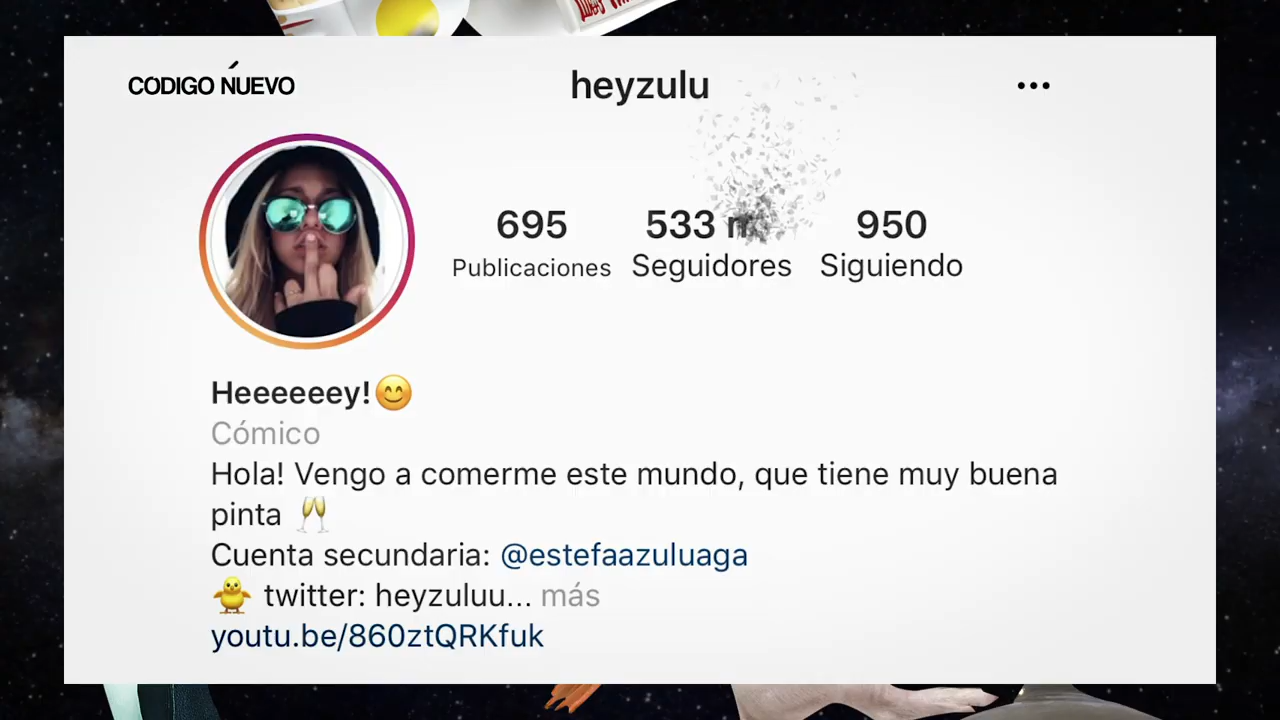 CÓDIGO NUEVO
heyzulu
695
533 m
950
Publicaciones
Seguidores
Siguiendo
Heeeeeey!😊
Cómico
Hola! Vengo a comerme este mundo, que tiene muy buena
pinta 🥂
Cuenta secundaria: @estefaazuluaga
🐥 twitter: heyzuluu... más
youtu.be/860ztQRKfuk